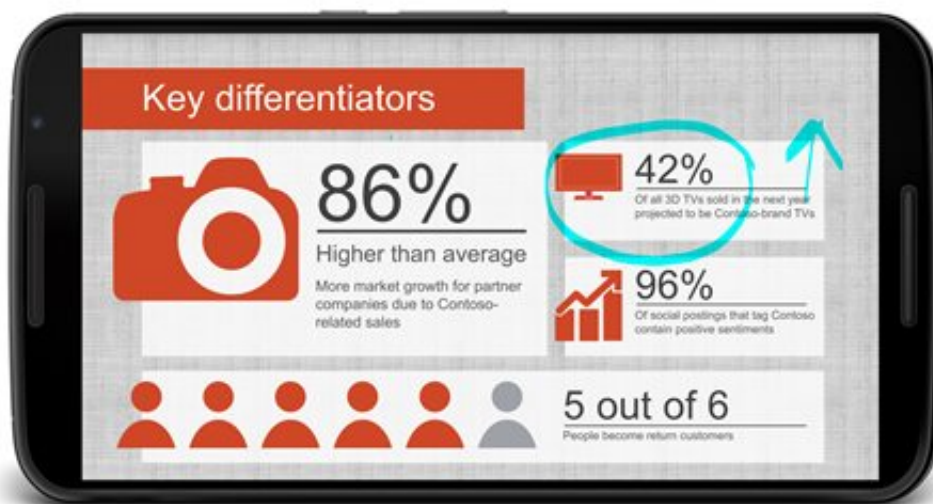 Key differentiators
86%
Higher than average
More market growth for partner
companies due to Contoso-
related sales
42%
Of all 3D TVs sold in the next year
projected to be Contoso-brand TVs
96%
Of social postings that tag Contoso
contain positive sentiments
5 out of 6
People become return customers